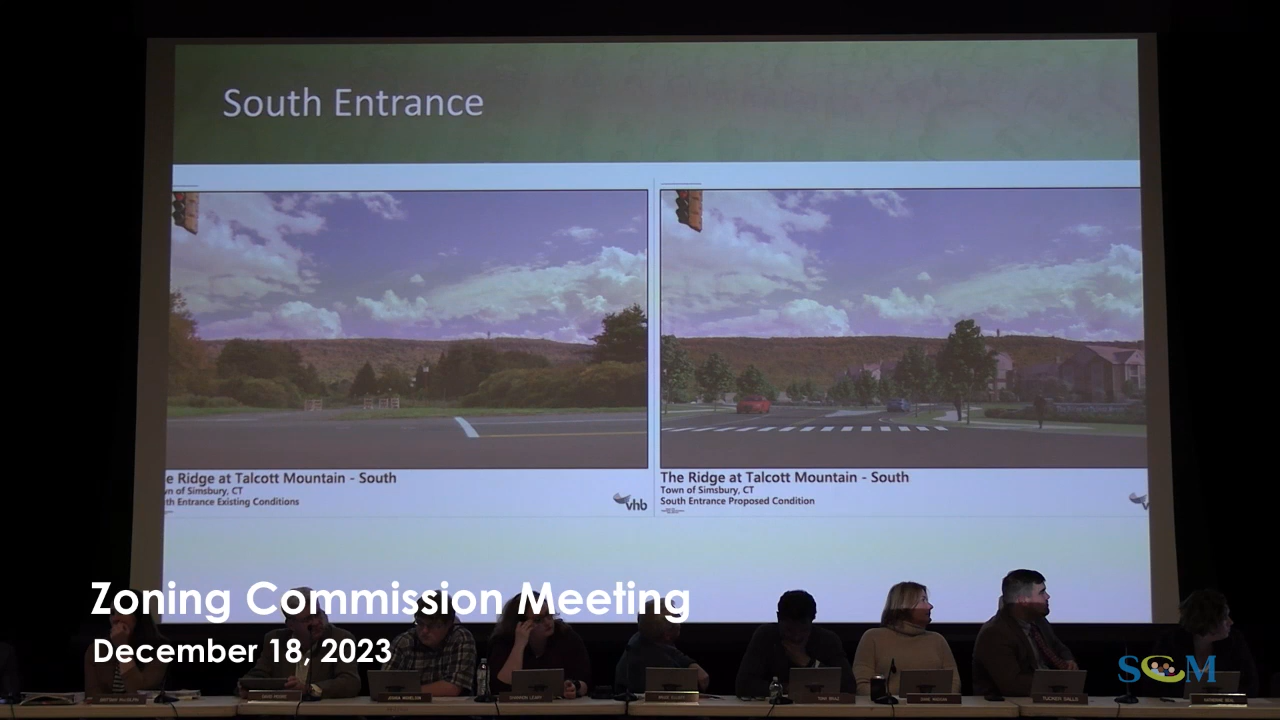 South Entrance
e Ridge at Talcott Mountain - South
wn of Simsbury, CT
th Entrance Existing Conditions
vhb
The Ridge at Talcott Mountain - South
Town of Simsbury, CT
South Entrance Proposed Condition
Zoning Commission Meeting
December 18, 2023
SCM